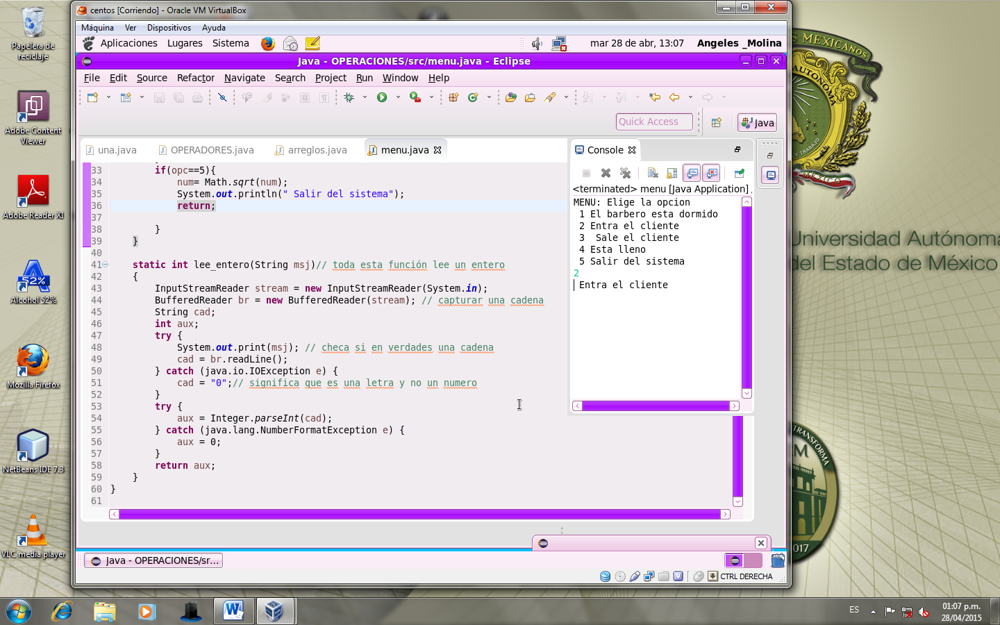 centos [Corriendo] - Oracle VM VirtualBox
Máquina Ver Dispositivos Ayuda
Aplicaciones Lugares Sistema mar 28 de abr, 13:07 Angeles _Molina
Java - OPERACIONES/src/menu.java - Eclipse
File Edit Source Refactor Navigate Search Project Run Window Help
Quick Access Java
una.java OPERADORES.java arreglos.java menu.java
33 if(opc==5){
34 num= Math.sqrt(num);
35 System.out.println(" Salir del sistema");
36 return;
37
38 }
39 }
40
41 static int lee_entero(String msj)// toda esta función lee un entero
42 {
43 InputStreamReader stream = new InputStreamReader(System.in);
44 BufferedReader br = new BufferedReader(stream); // capturar una cadena
45 String cad;
46 int aux;
47 try {
48 System.out.print(msj); // checa si en verdades una cadena
49 cad = br.readLine();
50 } catch (java.io.IOException e) {
51 cad = "0";// significa que es una letra y no un numero
52 }
53 try {
54 aux = Integer.parseInt(cad);
55 } catch (java.lang.NumberFormatException e) {
56 aux = 0;
57 }
58 return aux;
59 }
60 }
61
Console
<terminated> menu [Java Application]
MENU: Elige la opcion
1 El barbero esta dormido
2 Entra el cliente
3 Sale el cliente
4 Esta lleno
5 Salir del sistema
2
Entra el cliente
Java - OPERACIONES/sr...
CTRL DERECHA
Papelera de
reciclaje
Adobe Content
Viewer
Adobe Reader XI
52%
Alcohol 52%
Mozilla Firefox
NetBeans IDE 7.3
VLC media player
MEXICANOS
Universidad Autónoma
del Estado de México
TRANSFORMA
M
017
ES
01:07 p.m.
28/04/2015